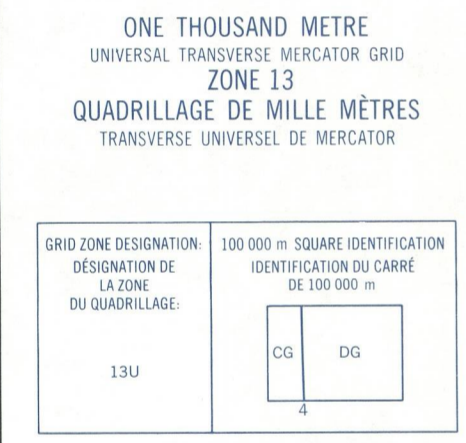 ONE THOUSAND METRE
UNIVERSAL TRANSVERSE MERCATOR GRID
ZONE 13
QUADRILLAGE DE MILLE MÈTRES
TRANSVERSE UNIVERSEL DE MERCATOR
GRID ZONE DESIGNATION:
DÉSIGNATION DE
LA ZONE
DU QUADRILLAGE:
13U
100 000 m SQUARE IDENTIFICATION
IDENTIFICATION DU CARRÉ
DE 100 000 m
CG DG
4